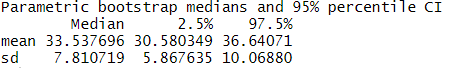 Parametric bootstrap medians and 95% percentile CI
Median 2.5% 97.5%
mean 33.537696 30.580349 36.64071
sd 7.810719 5.867635 10.06880